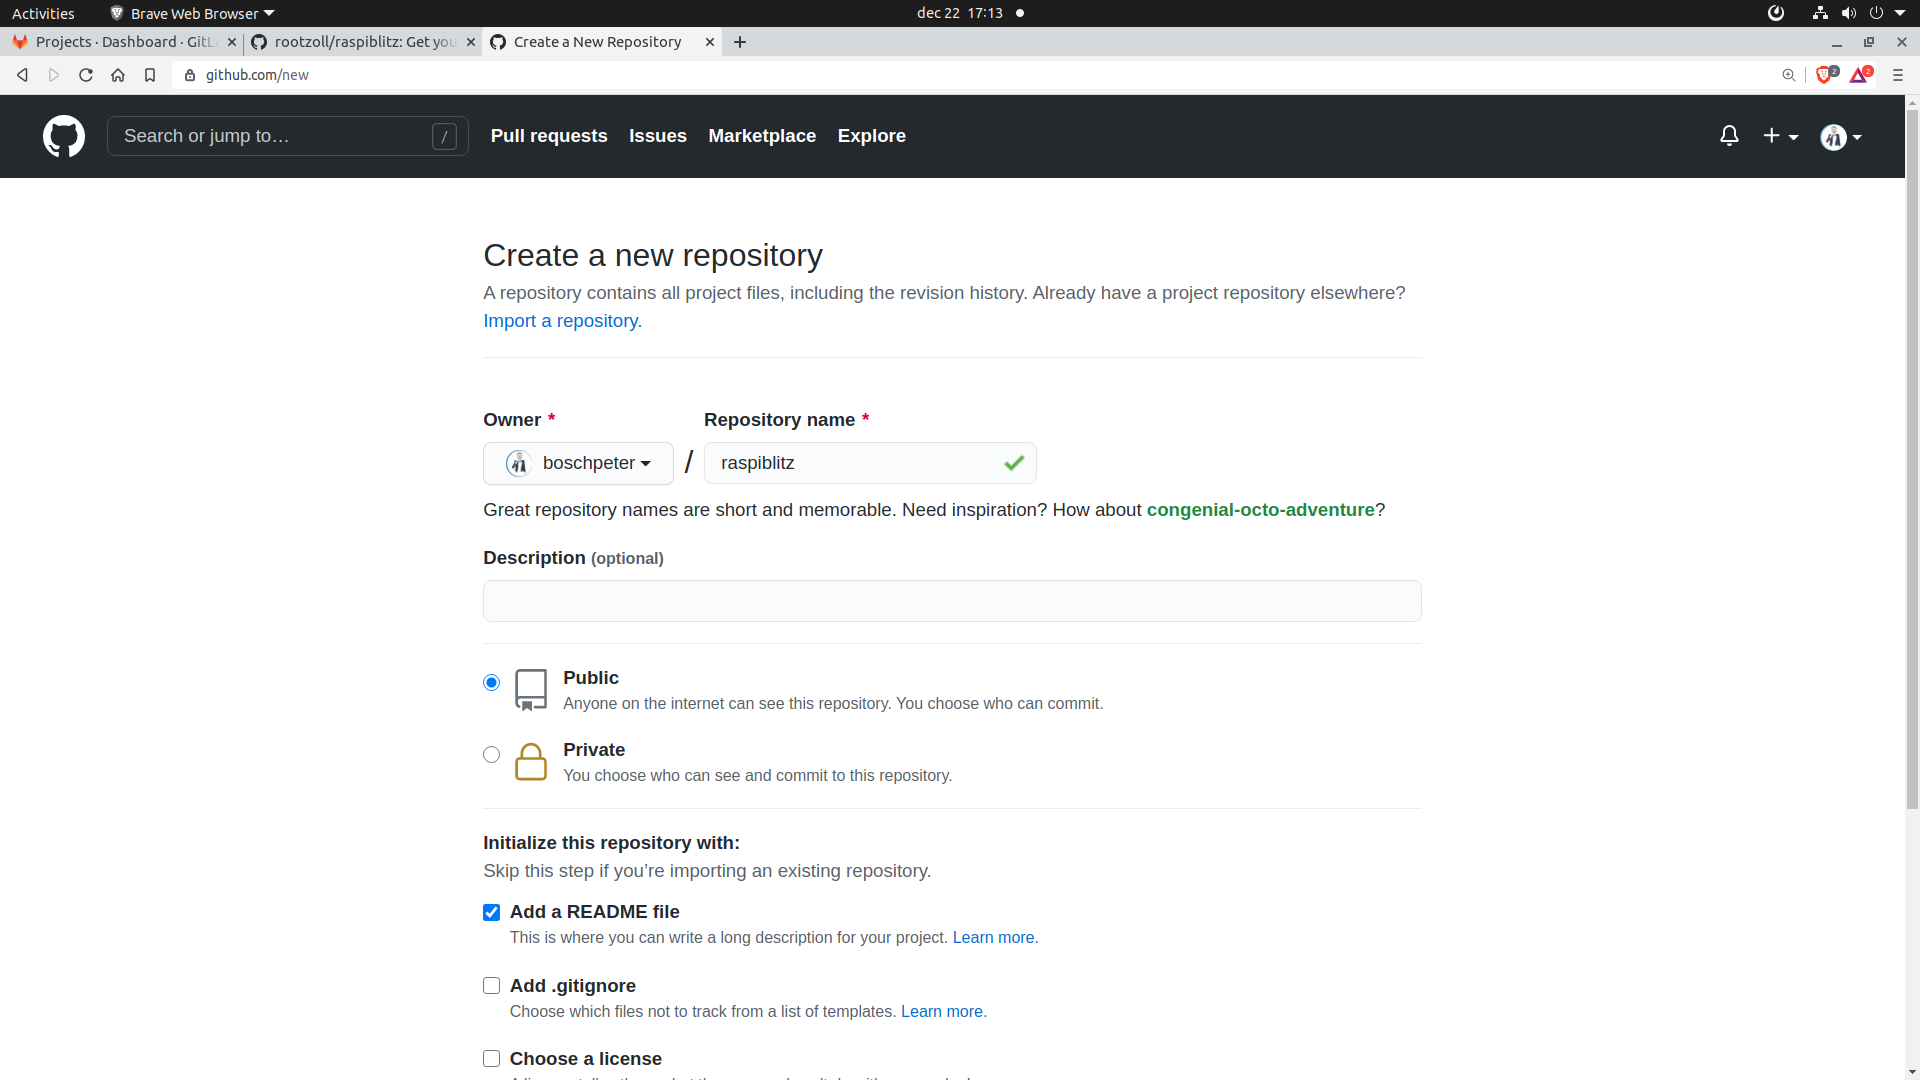 Activities
Brave Web Browser
dec 22 17:13
Projects · Dashboard · GitLa
rootzoll/raspiblitz: Get you
Create a New Repository
github.com/new
2
2
Search or jump to…
/
Pull requests
Issues
Marketplace
Explore
Create a new repository
A repository contains all project files, including the revision history. Already have a project repository elsewhere?
Import a repository.
Owner *
Repository name *
boschpeter
/
raspiblitz
Great repository names are short and memorable. Need inspiration? How about congenial-octo-adventure?
Description (optional)
Public
Anyone on the internet can see this repository. You choose who can commit.
Private
You choose who can see and commit to this repository.
Initialize this repository with:
Skip this step if you’re importing an existing repository.
Add a README file
This is where you can write a long description for your project. Learn more.
Add .gitignore
Choose which files not to track from a list of templates. Learn more.
Choose a license